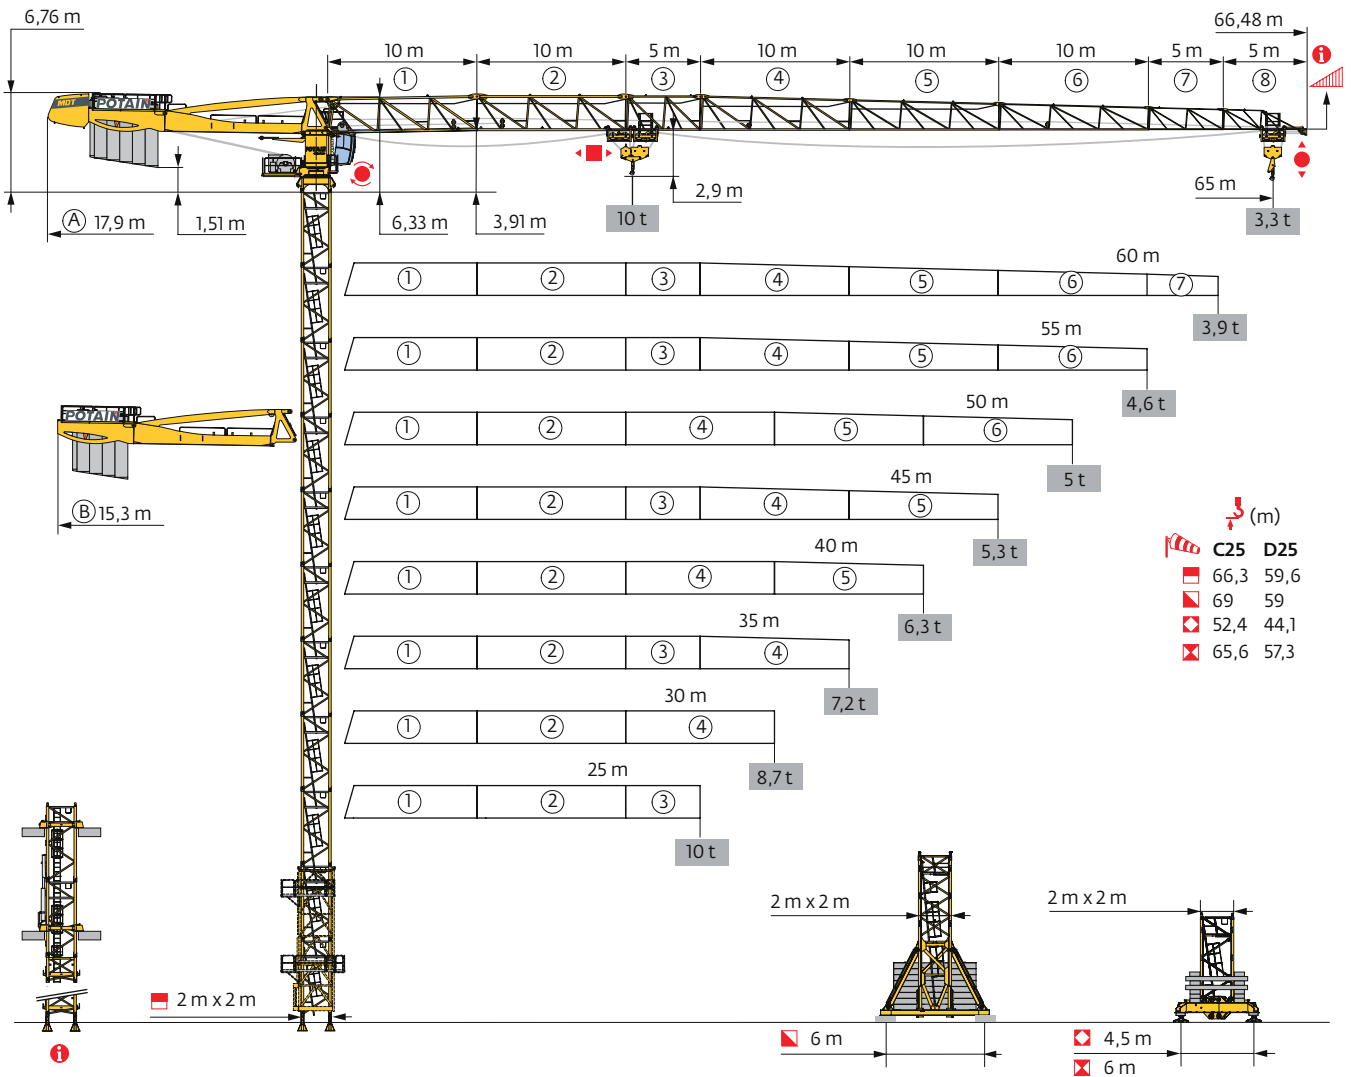 6,76 m
66,48 m
10 m 10 m 5 m 10 m 10 m 10 m 5 m 5 m
1 2 3 4 5 6 7 8
i
MDT POTAIN
POTAIN
A 17,9 m
1,51 m
6,33 m
3,91 m
2,9 m
10 t
65 m
3,3 t
60 m
1 2 3 4 5 6 7
3,9 t
55 m
1 2 3 4 5 6
4,6 t
POTAIN
B 15,3 m
50 m
1 2 4 5 6
5 t
45 m
1 2 3 4 5
5,3 t
(m)
C25 D25
66,3 59,6
69 59
52,4 44,1
65,6 57,3
40 m
1 2 4 5
6,3 t
35 m
1 2 3 4
7,2 t
30 m
1 2 4
8,7 t
25 m
1 2 3
10 t
2 m x 2 m
2 m x 2 m
2 m x 2 m
i
6 m
4,5 m
6 m